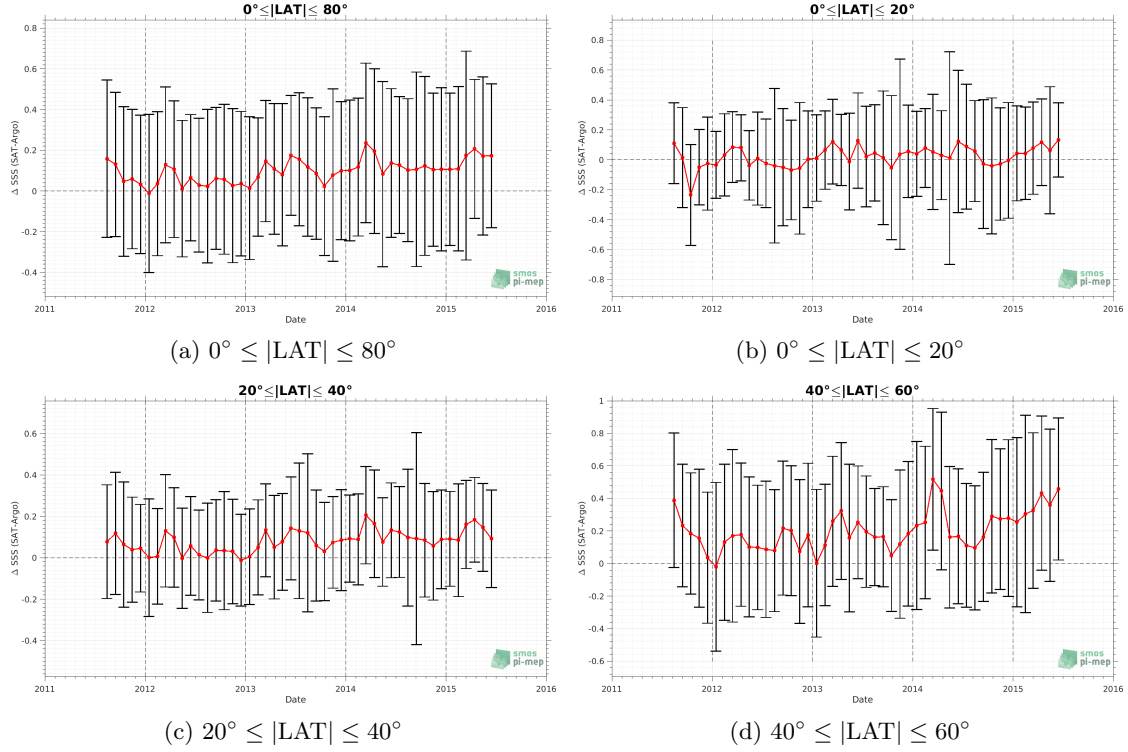 0°≤|LAT|≤ 80°
0.8
0.6
0.4
0.2
0
-0.2
-0.4
Δ SSS (SAT-Argo)
2011
2012
2013
2014
2015
2016
Date
smos
pi-mep
(a) 0° ≤ |LAT| ≤ 80°
0°≤|LAT|≤ 20°
0.8
0.6
0.4
0.2
0
-0.2
-0.4
-0.6
-0.8
Δ SSS (SAT-Argo)
2011
2012
2013
2014
2015
2016
Date
smos
pi-mep
(b) 0° ≤ |LAT| ≤ 20°
20°≤|LAT|≤ 40°
0.6
0.4
0.2
0
-0.2
-0.4
Δ SSS (SAT-Argo)
2011
2012
2013
2014
2015
2016
Date
smos
pi-mep
(c) 20° ≤ |LAT| ≤ 40°
40°≤|LAT|≤ 60°
1
0.8
0.6
0.4
0.2
0
-0.2
-0.4
-0.6
Δ SSS (SAT-Argo)
2011
2012
2013
2014
2015
2016
Date
smos
pi-mep
(d) 40° ≤ |LAT| ≤ 60°